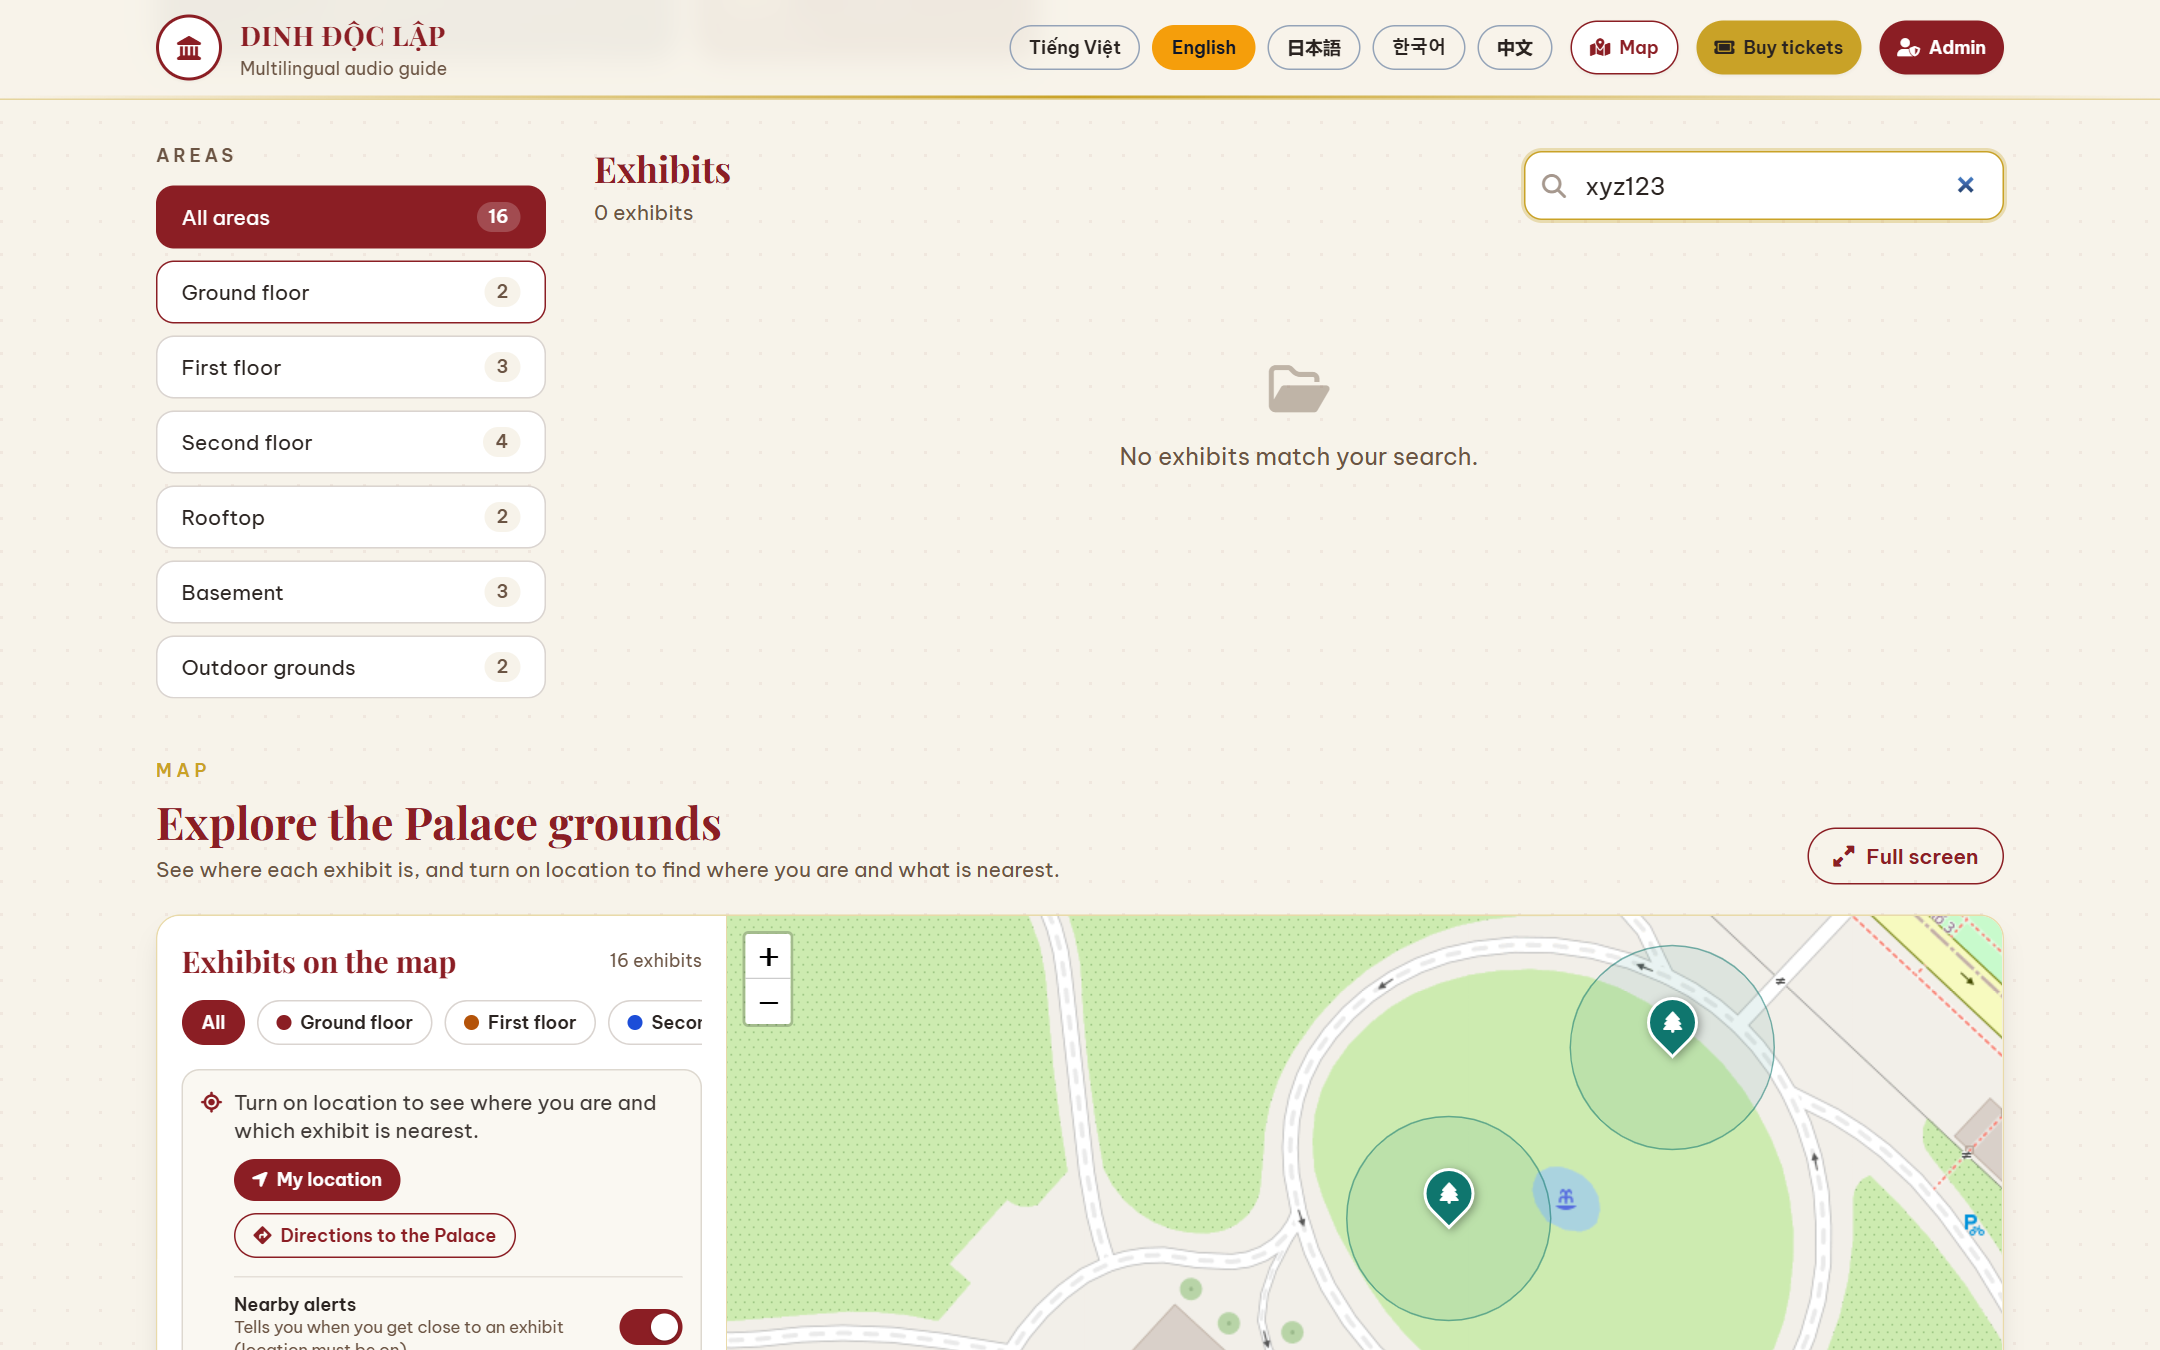 DINH ĐỘC LẬP
Multilingual audio guide
Tiếng Việt
English
日本語
한국어
中文
Map
Buy tickets
Admin
AREAS
All areas 16
Ground floor 2
First floor 3
Second floor 4
Rooftop 2
Basement 3
Outdoor grounds 2
Exhibits
0 exhibits
xyz123
No exhibits match your search.
MAP
Explore the Palace grounds
See where each exhibit is, and turn on location to find where you are and what is nearest.
Full screen
Exhibits on the map
16 exhibits
All
Ground floor
First floor
Turn on location to see where you are and
which exhibit is nearest.
My location
Directions to the Palace
Nearby alerts
Tells you when you get close to an exhibit
(location must be on)
+
−
P